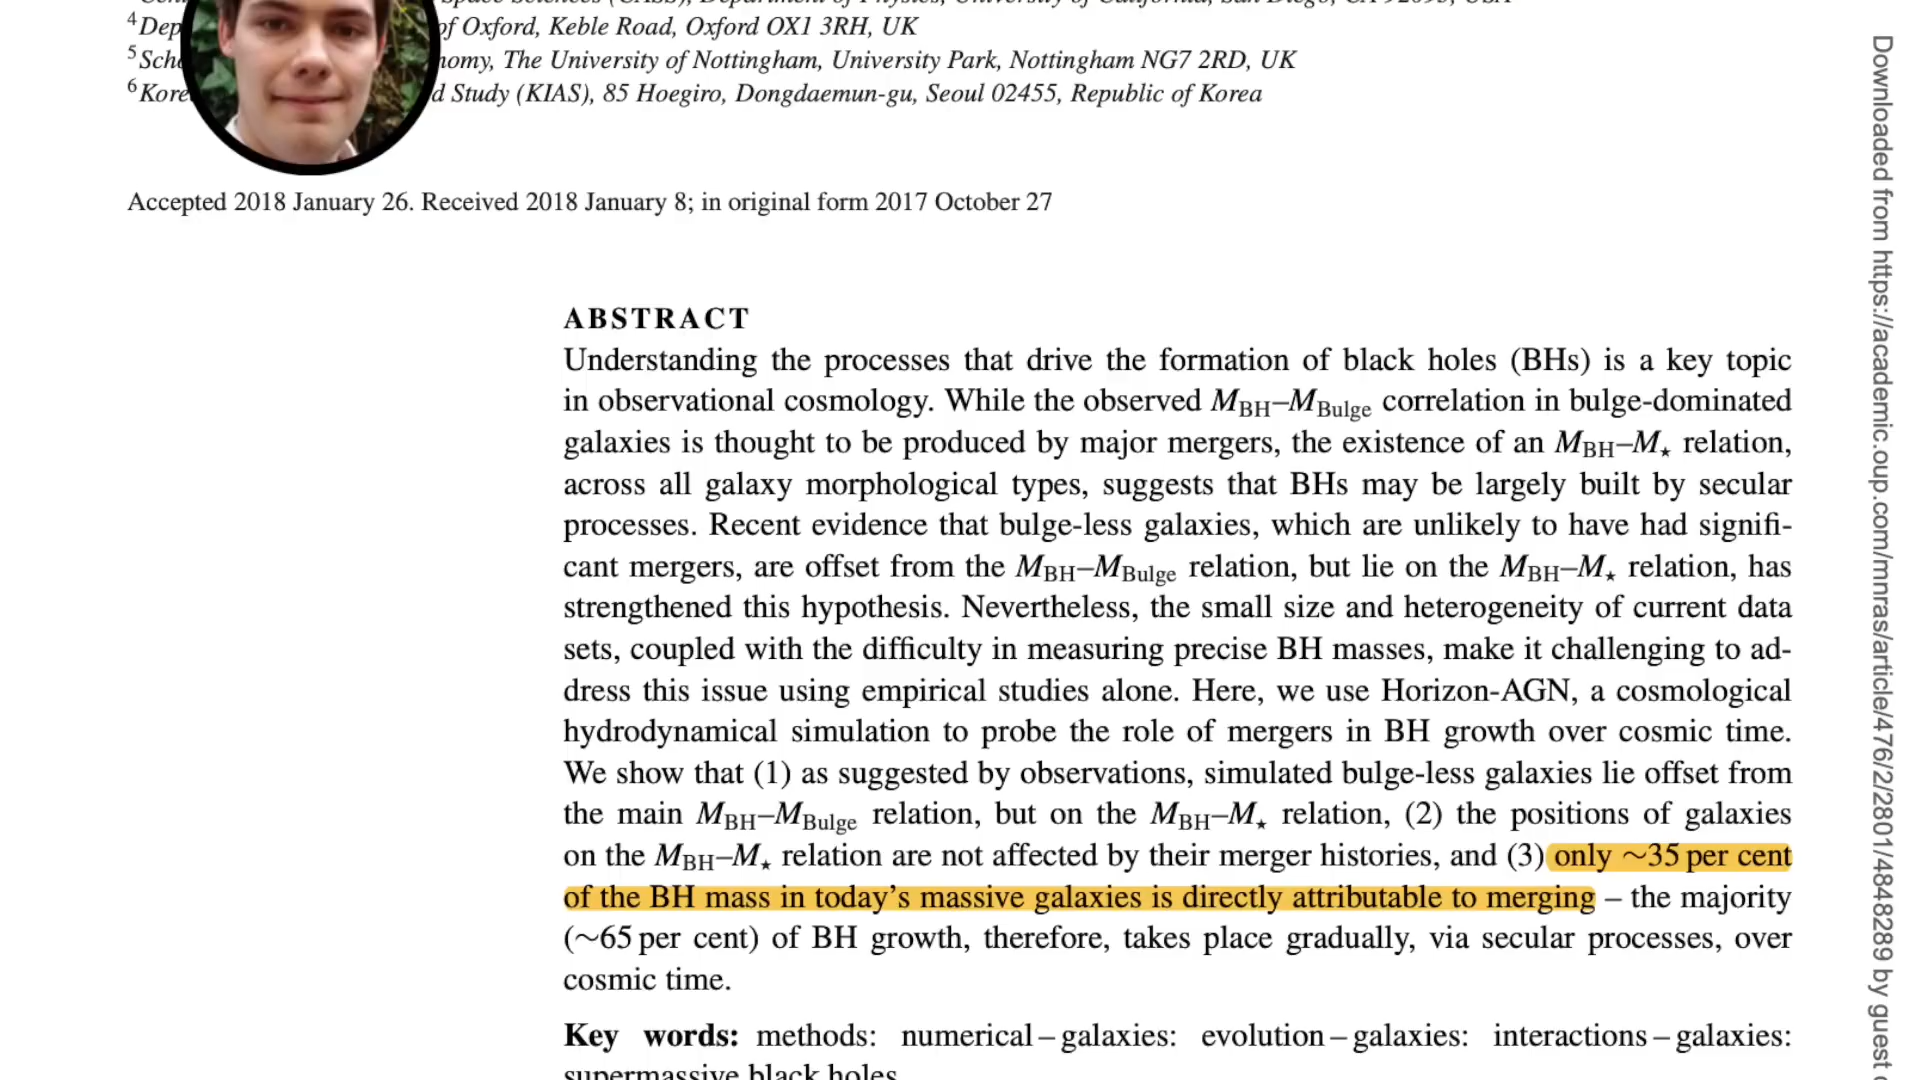 ⁴Dep of Oxford, Keble Road, Oxford OX1 3RH, UK
⁵Scho nomy, The University of Nottingham, University Park, Nottingham NG7 2RD, UK
⁶Kore d Study (KIAS), 85 Hoegiro, Dongdaemun-gu, Seoul 02455, Republic of Korea
Accepted 2018 January 26. Received 2018 January 8; in original form 2017 October 27
ABSTRACT
Understanding the processes that drive the formation of black holes (BHs) is a key topic
in observational cosmology. While the observed M_BH–M_Bulge correlation in bulge-dominated
galaxies is thought to be produced by major mergers, the existence of an M_BH–M⋆ relation,
across all galaxy morphological types, suggests that BHs may be largely built by secular
processes. Recent evidence that bulge-less galaxies, which are unlikely to have had signifi-
cant mergers, are offset from the M_BH–M_Bulge relation, but lie on the M_BH–M⋆ relation, has
strengthened this hypothesis. Nevertheless, the small size and heterogeneity of current data
sets, coupled with the difficulty in measuring precise BH masses, make it challenging to ad-
dress this issue using empirical studies alone. Here, we use Horizon-AGN, a cosmological
hydrodynamical simulation to probe the role of mergers in BH growth over cosmic time.
We show that (1) as suggested by observations, simulated bulge-less galaxies lie offset from
the main M_BH–M_Bulge relation, but on the M_BH–M⋆ relation, (2) the positions of galaxies
on the M_BH–M⋆ relation are not affected by their merger histories, and (3) only ∼35 per cent
of the BH mass in today's massive galaxies is directly attributable to merging – the majority
(∼65 per cent) of BH growth, therefore, takes place gradually, via secular processes, over
cosmic time.
Key words: methods: numerical – galaxies: evolution – galaxies: interactions – galaxies:
supermassive black holes.
Downloaded from https://academic.oup.com/mnras/article/476/2/2801/4848289 by guest